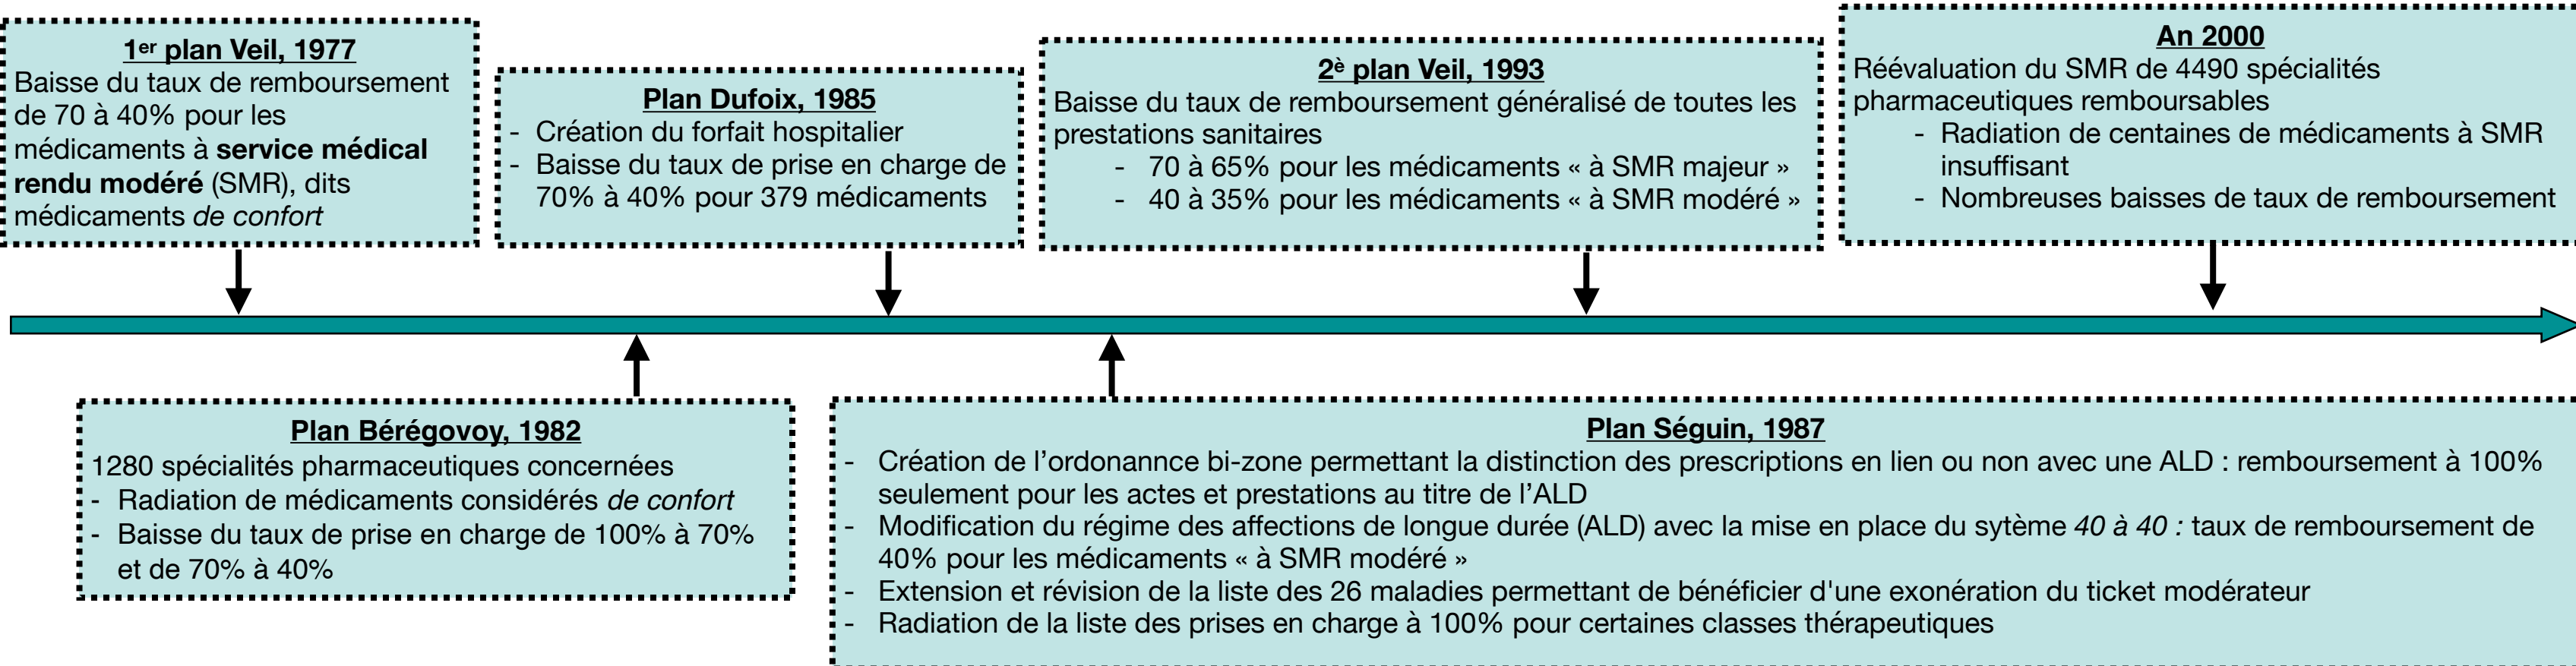 1er plan Veil, 1977
Baisse du taux de remboursement
de 70 à 40% pour les
médicaments à service médical
rendu modéré (SMR), dits
médicaments de confort
Plan Dufoix, 1985
- Création du forfait hospitalier
- Baisse du taux de prise en charge de
70% à 40% pour 379 médicaments
2è plan Veil, 1993
Baisse du taux de remboursement généralisé de toutes les
prestations sanitaires
- 70 à 65% pour les médicaments « à SMR majeur »
- 40 à 35% pour les médicaments « à SMR modéré »
An 2000
Réévaluation du SMR de 4490 spécialités
pharmaceutiques remboursables
- Radiation de centaines de médicaments à SMR
insuffisant
- Nombreuses baisses de taux de remboursement
Plan Bérégovoy, 1982
1280 spécialités pharmaceutiques concernées
- Radiation de médicaments considérés de confort
- Baisse du taux de prise en charge de 100% à 70%
et de 70% à 40%
Plan Séguin, 1987
- Création de l’ordonannce bi-zone permettant la distinction des prescriptions en lien ou non avec une ALD : remboursement à 100%
seulement pour les actes et prestations au titre de l’ALD
- Modification du régime des affections de longue durée (ALD) avec la mise en place du sytème 40 à 40 : taux de remboursement de
40% pour les médicaments « à SMR modéré »
- Extension et révision de la liste des 26 maladies permettant de bénéficier d'une exonération du ticket modérateur
- Radiation de la liste des prises en charge à 100% pour certaines classes thérapeutiques